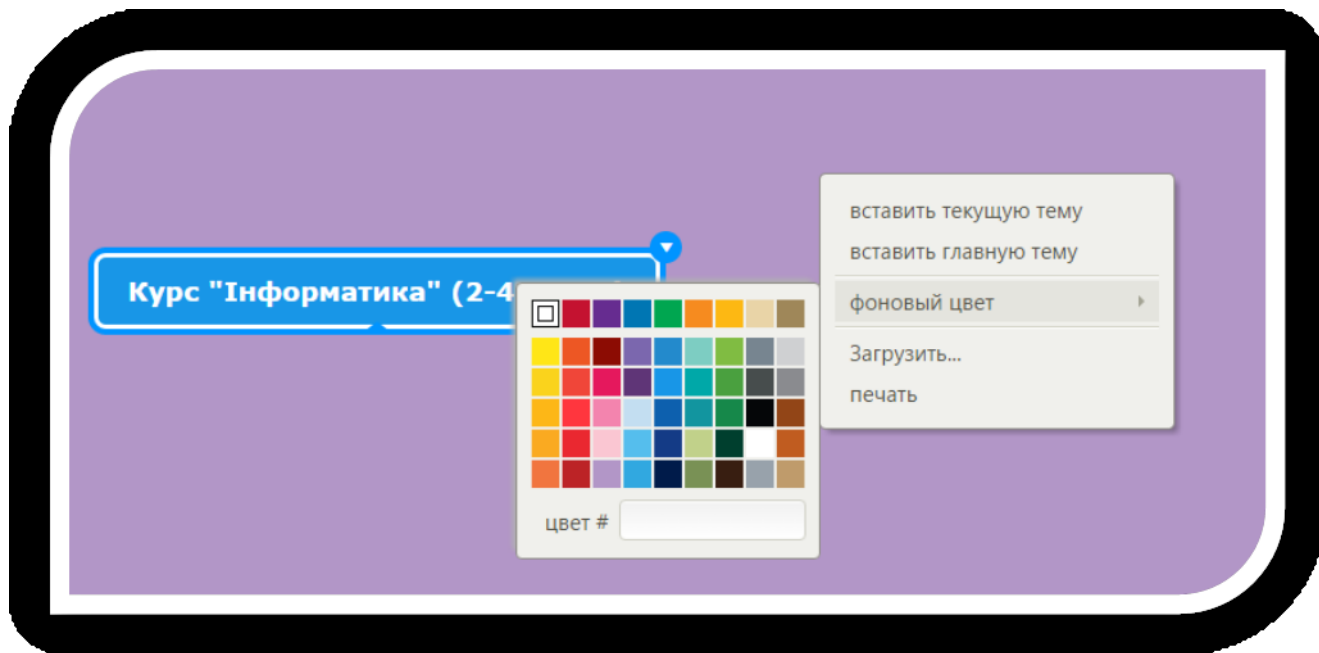 вставить текущую тему
вставить главную тему
Курс "Інформатика" (2-4
фоновый цвет
Загрузить...
печать
цвет #